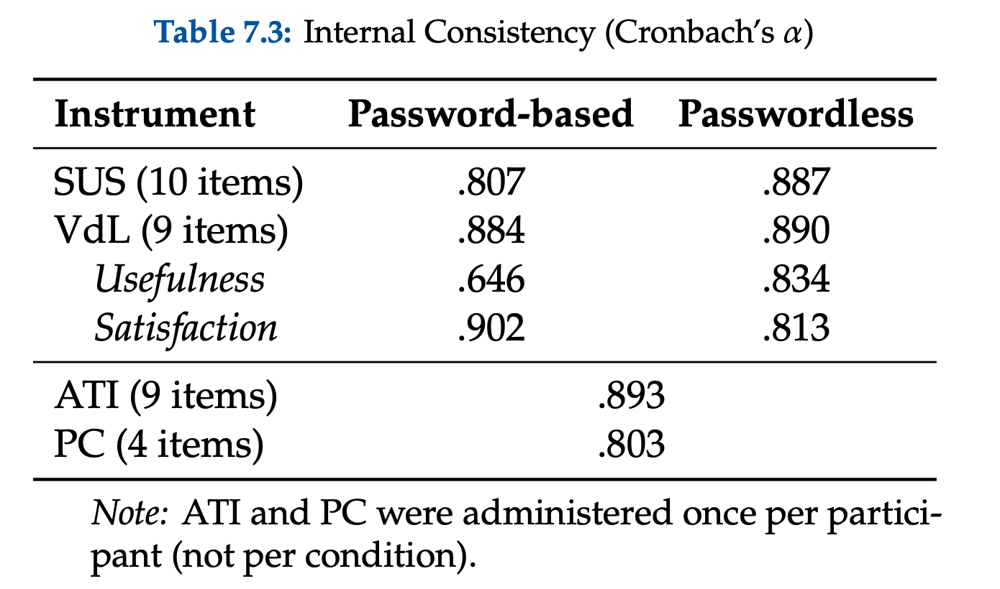 Table 7.3: Internal Consistency (Cronbach's α)
Instrument Password-based Passwordless
SUS (10 items) .807 .887
VdL (9 items) .884 .890
Usefulness .646 .834
Satisfaction .902 .813
ATI (9 items) .893
PC (4 items) .803
Note: ATI and PC were administered once per partici-
pant (not per condition).